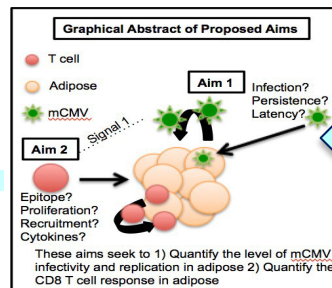 Graphical Abstract of Proposed Aims
T cell
Adipose
mCMV
Aim 1
Infection?
Persistence?
Latency?
Signal 1
Aim 2
Epitope?
Proliferation?
Recruitment?
Cytokines?
These aims seek to 1) Quantify the level of mCMV
infectivity and replication in adipose 2) Quantify the
CD8 T cell response in adipose